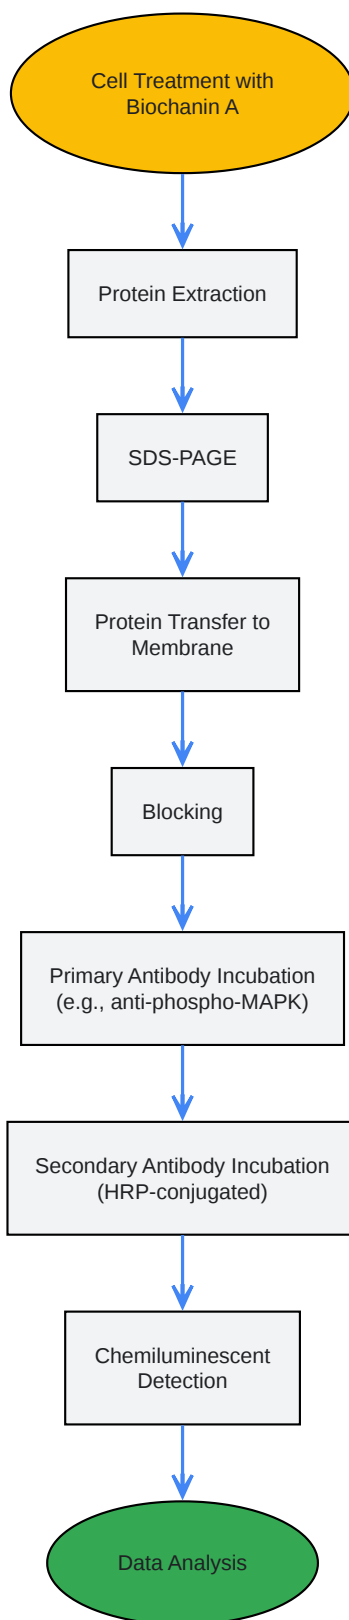 Cell Treatment with
Biochanin A
Protein Extraction
SDS-PAGE
Protein Transfer to
Membrane
Blocking
Primary Antibody Incubation
(e.g., anti-phospho-MAPK)
Secondary Antibody Incubation
(HRP-conjugated)
Chemiluminescent
Detection
Data Analysis